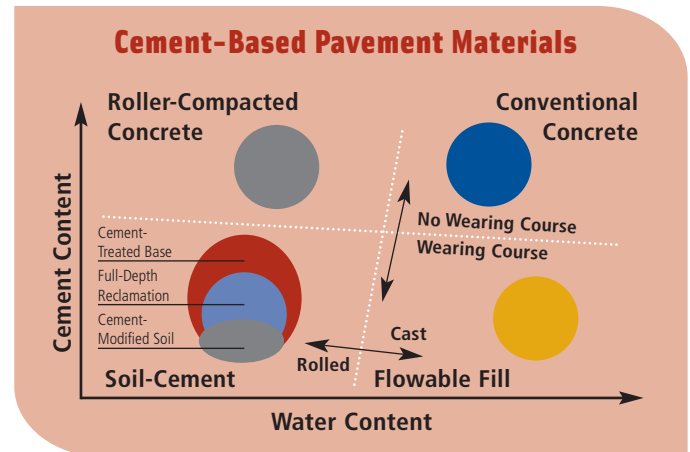 Cement-Based Pavement Materials
Roller-Compacted
Concrete
Conventional
Concrete
Cement Content
No Wearing Course
Wearing Course
Cement-
Treated Base
Full-Depth
Reclamation
Cement-
Modified Soil
Cast
Rolled
Soil-Cement
Flowable Fill
Water Content